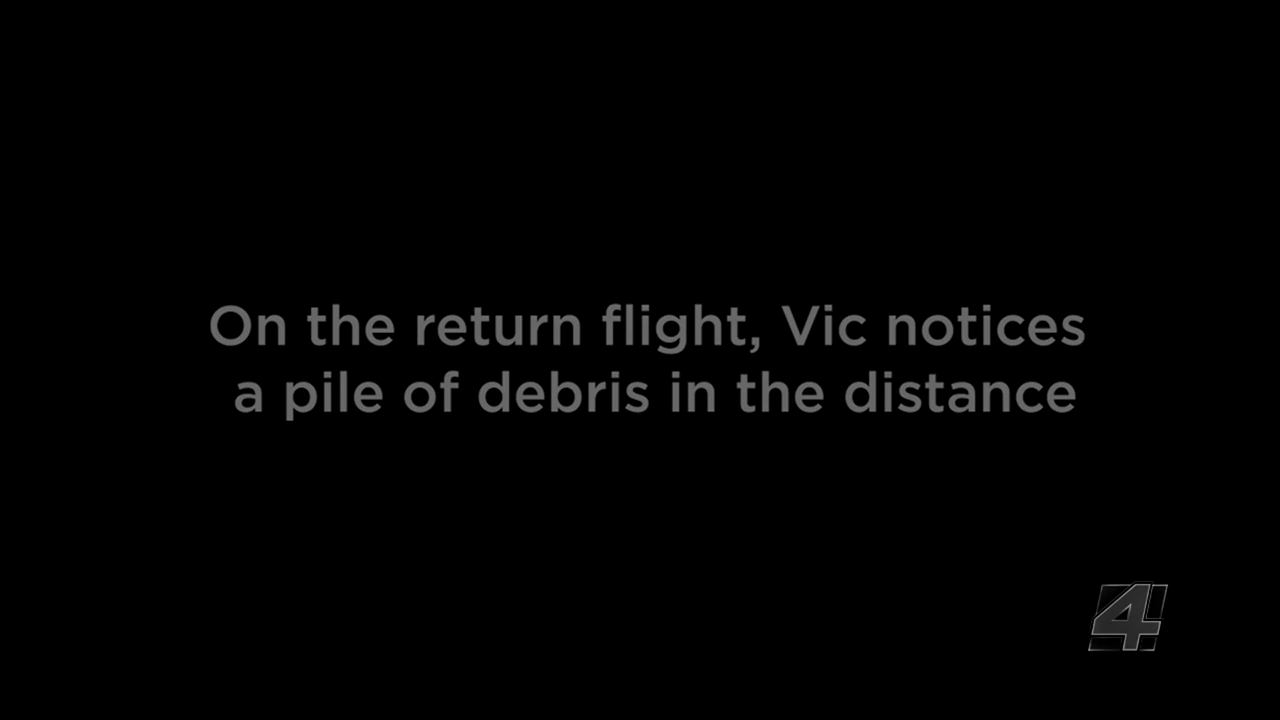 On the return flight, Vic notices
a pile of debris in the distance
4